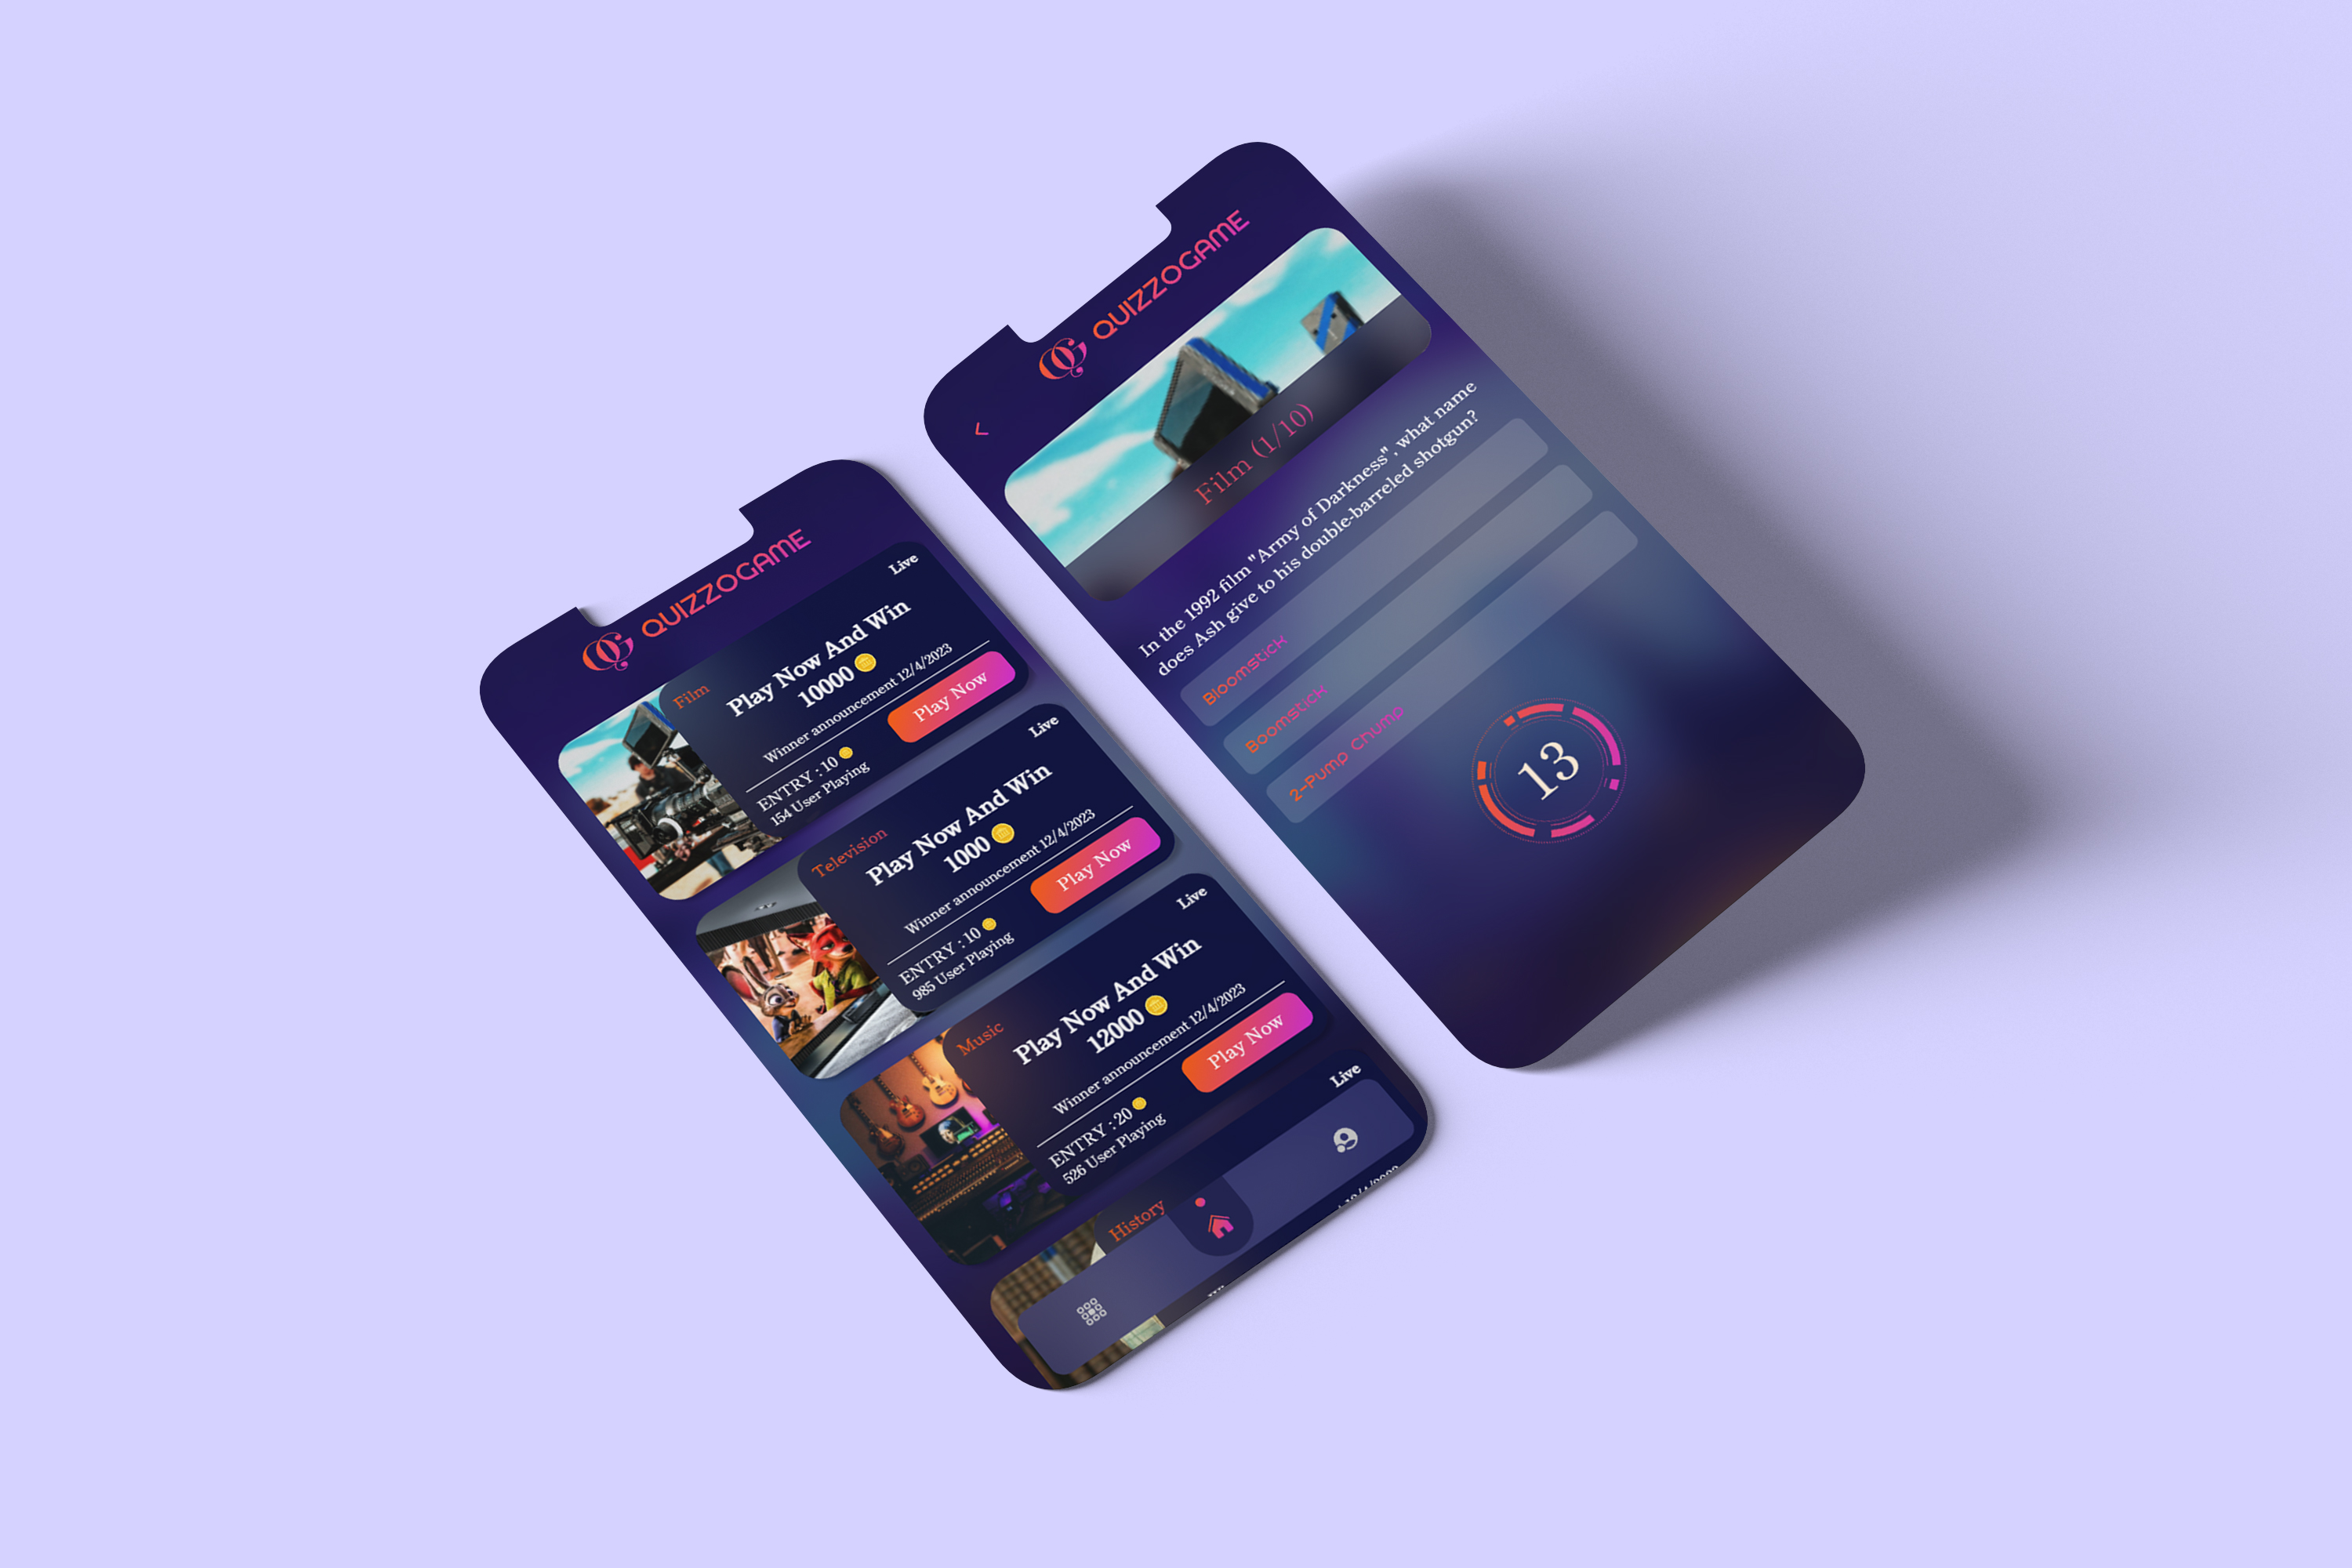 QUIZZOGAME
Film
Live
Play Now And Win
10000
Winner announcement 12/4/2023
ENTRY : 10
154 User Playing
Play Now
Television
Live
Play Now And Win
1000
Winner announcement 12/4/2023
ENTRY : 10
985 User Playing
Play Now
Music
Live
Play Now And Win
12000
Winner announcement 12/4/2023
ENTRY : 20
526 User Playing
Play Now
History
Live
QUIZZOGAME
Film (1/10)
In the 1992 film "Army of Darkness", what name
does Ash give to his double-barreled shotgun?
Bloomstick
Boomstick
2-Pump Chump
13